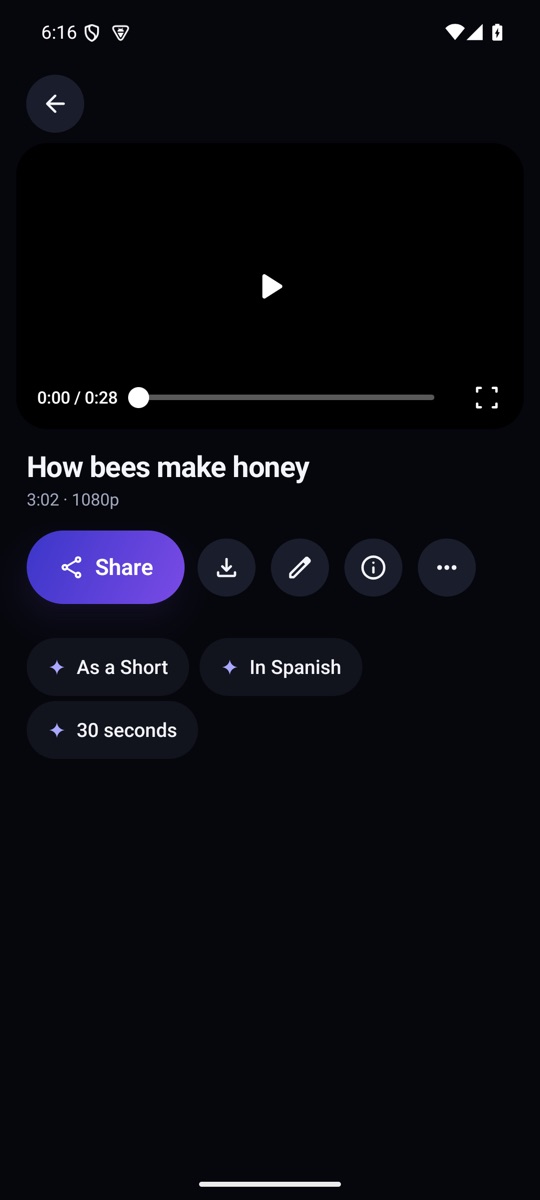 6:16
0:00 / 0:28
How bees make honey
3:02 · 1080p
Share
As a Short
In Spanish
30 seconds